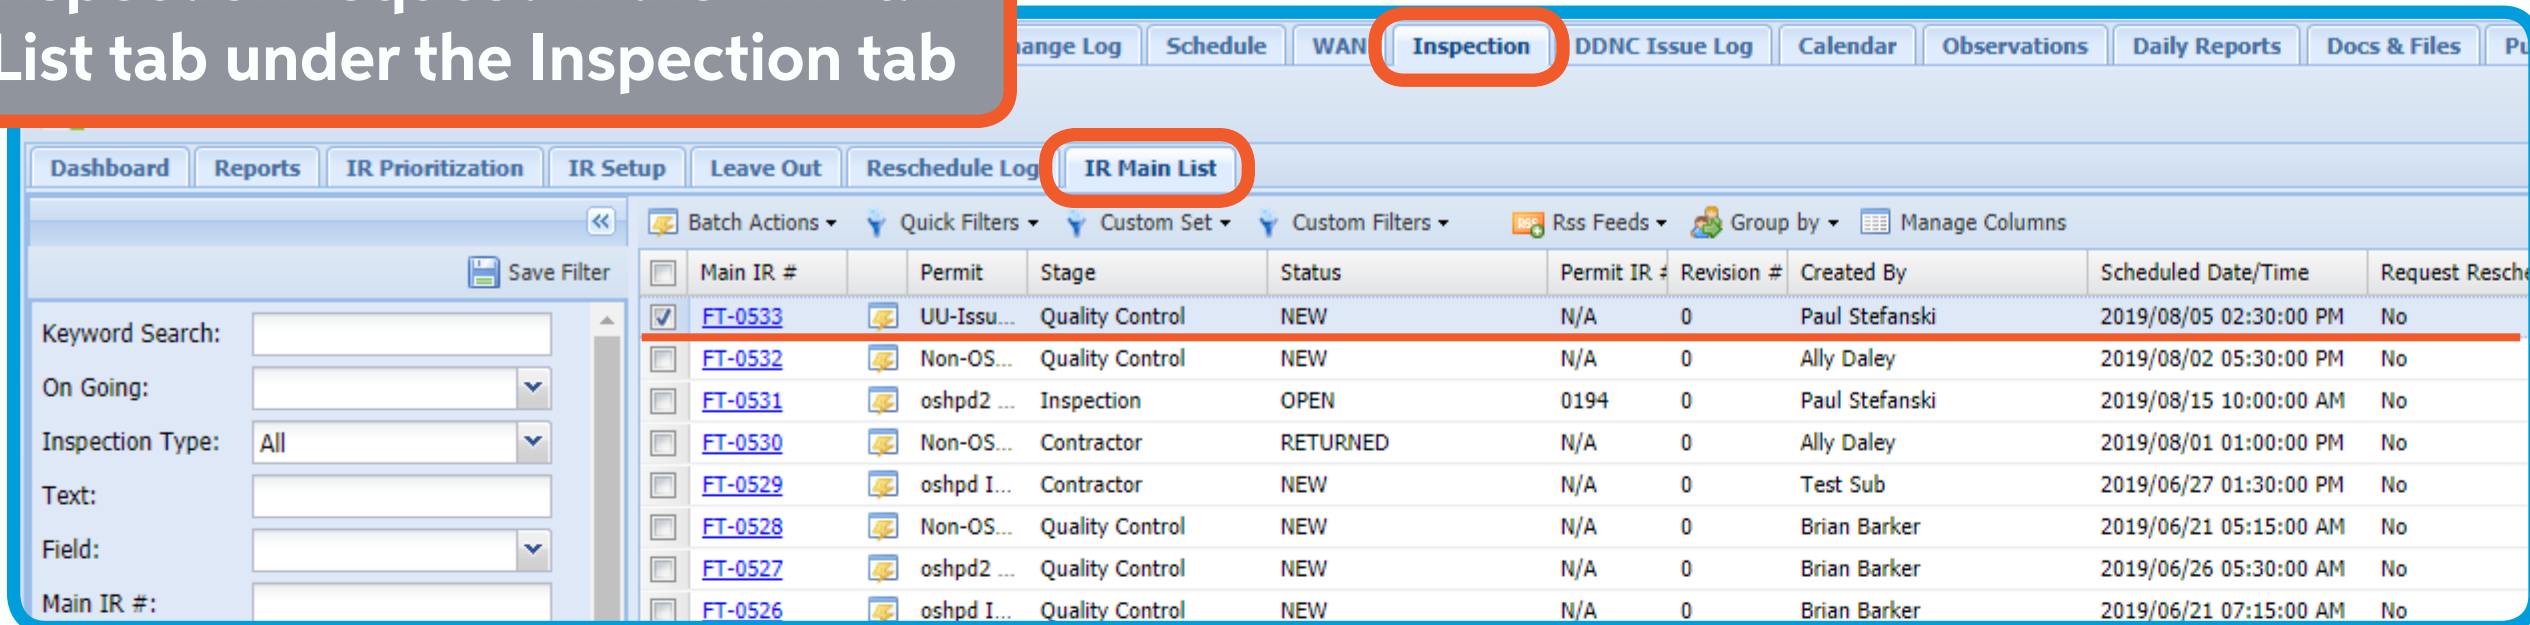 List tab under the Inspection tab
ange Log Schedule WAN Inspection DDNC Issue Log Calendar Observations Daily Reports Docs & Files Pu
Dashboard Reports IR Prioritization IR Setup Leave Out Reschedule Log IR Main List
Batch Actions Quick Filters Custom Set Custom Filters Rss Feeds Group by Manage Columns
Save Filter
Main IR # Permit Stage Status Permit IR # Revision # Created By Scheduled Date/Time Request Resche
Keyword Search:
On Going:
Inspection Type: All
Text:
Field:
Main IR #:
FT-0533 UU-Issu... Quality Control NEW N/A 0 Paul Stefanski 2019/08/05 02:30:00 PM No
FT-0532 Non-OS... Quality Control NEW N/A 0 Ally Daley 2019/08/02 05:30:00 PM No
FT-0531 oshpd2 ... Inspection OPEN 0194 0 Paul Stefanski 2019/08/15 10:00:00 AM No
FT-0530 Non-OS... Contractor RETURNED N/A 0 Ally Daley 2019/08/01 01:00:00 PM No
FT-0529 oshpd I... Contractor NEW N/A 0 Test Sub 2019/06/27 01:30:00 PM No
FT-0528 Non-OS... Quality Control NEW N/A 0 Brian Barker 2019/06/21 05:15:00 AM No
FT-0527 oshpd2 ... Quality Control NEW N/A 0 Brian Barker 2019/06/26 05:30:00 AM No
FT-0526 oshpd I... Quality Control NEW N/A 0 Brian Barker 2019/06/21 07:15:00 AM No